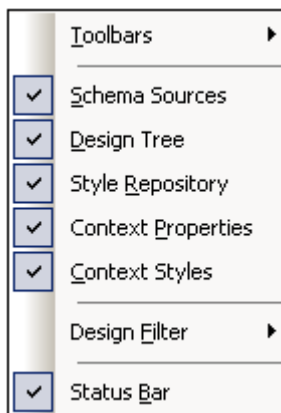 Toolbars
Schema Sources
Design Tree
Style Repository
Context Properties
Context Styles
Design Filter
Status Bar